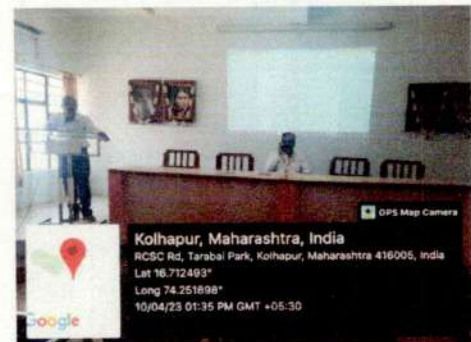 GPS Map Camera
Kolhapur, Maharashtra, India
RCSC Rd, Tarabai Park, Kolhapur, Maharashtra 416005, India
Lat 16.712493°
Long 74.251898°
10/04/23 01:35 PM GMT +05:30
Google